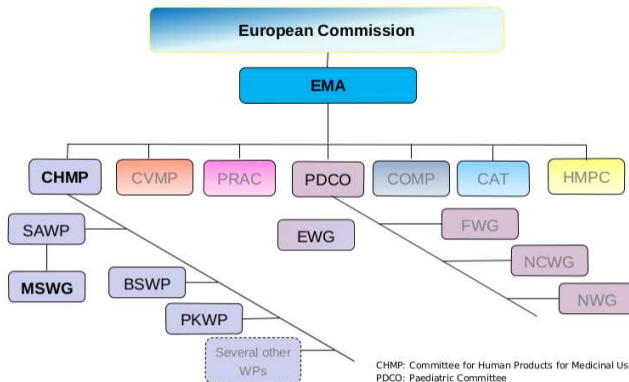 European Commission
EMA
CHMP
CVMP
PRAC
PDCO
COMP
CAT
HMPC
SAWP
EWG
FWG
MSWG
BSWP
NCWG
PKWP
NWG
Several other
WPs
CHMP: Committee for Human Products for Medicinal Us
PDCO: Paediatric Committee